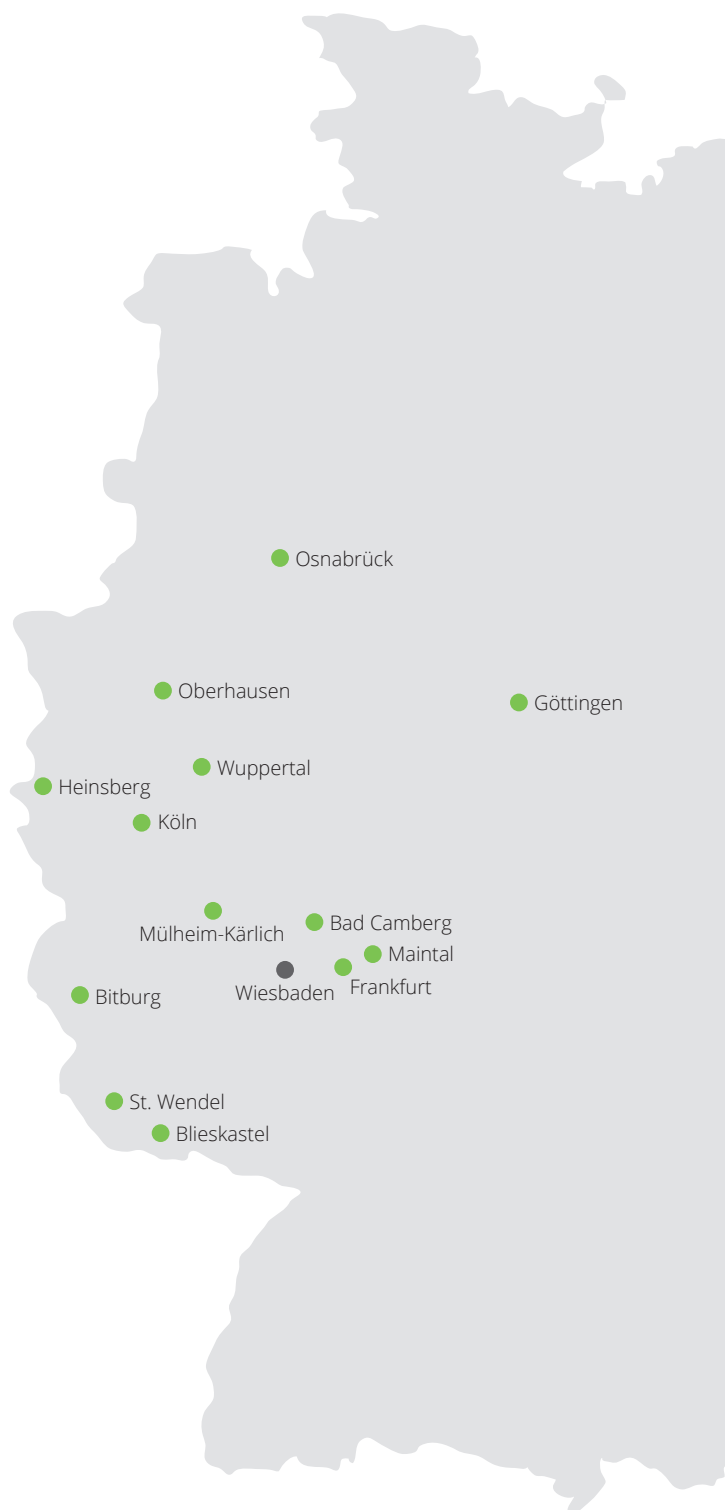 Osnabrück
Oberhausen
Göttingen
Wuppertal
Heinsberg
Köln
Bad Camberg
Mülheim-Kärlich
Maintal
Frankfurt
Wiesbaden
Bitburg
St. Wendel
Blieskastel